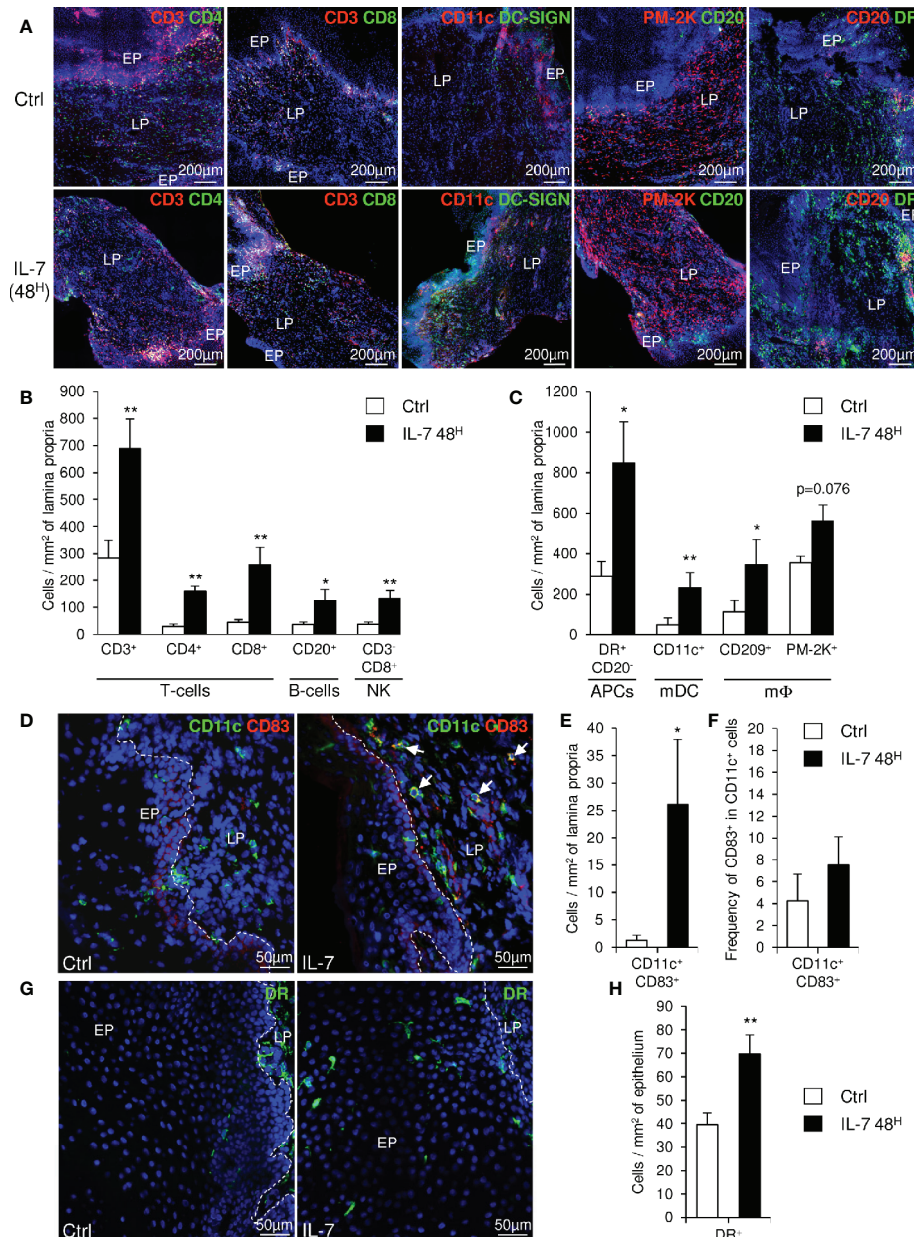 A
CD3 CD4
CD3 CD8
CD11c DC-SIGN
PM-2K CD20
CD20 DR
Ctrl
EP
LP
EP
EP
LP
EP
LP
EP
EP
LP
EP
LP
200µm
200µm
200µm
200µm
200µm
CD3 CD4
CD3 CD8
CD11c DC-SIGN
PM-2K CD20
CD20 DR
IL-7
(48H)
LP
EP
EP
LP
EP
EP
LP
LP
EP
EP
EP
LP
200µm
200µm
200µm
200µm
200µm
B
Cells / mm² of lamina propria
900
800
700
600
500
400
300
200
100
0
**
**
**
*
**
Ctrl
IL-7 48ᴴ
CD3⁺
CD4⁺
CD8⁺
CD20⁺
CD3⁻
CD8⁺
T-cells
B-cells
NK
C
Cells / mm² of lamina propria
1200
1000
800
600
400
200
0
*
**
*
p=0.076
Ctrl
IL-7 48ᴴ
DR⁺
CD20⁻
CD11c⁺
CD209⁺
PM-2K⁺
APCs
mDC
mΦ
D
CD11c CD83
CD11c CD83
EP
LP
EP
LP
Ctrl
50µm
IL-7
50µm
E
Cells / mm² of lamina propria
40
35
30
25
20
15
10
5
0
*
CD11c⁺
CD83⁺
F
Frequency of CD83⁺ in CD11c⁺ cells
20
18
16
14
12
10
8
6
4
2
0
Ctrl
IL-7 48ᴴ
CD11c⁺
CD83⁺
G
DR
DR
EP
LP
EP
LP
Ctrl
50µm
IL-7
50µm
H
Cells / mm² of epithelium
90
80
70
60
50
40
30
20
10
0
**
DR⁺
Ctrl
IL-7 48ᴴ